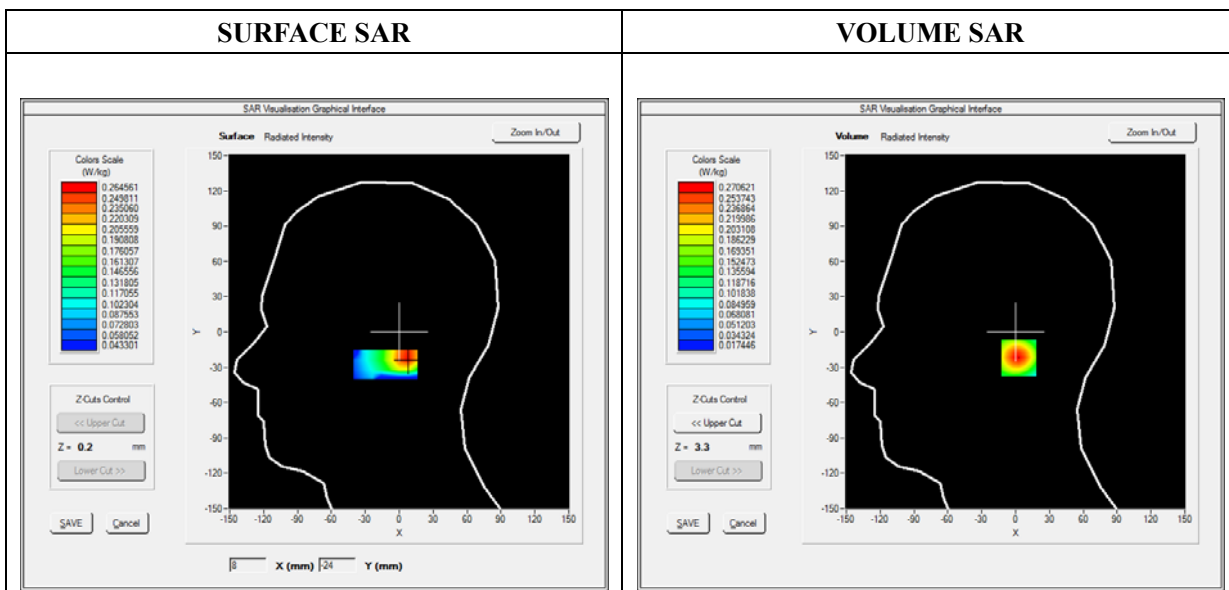 SURFACE SAR
VOLUME SAR
SAR Visualisation Graphical Interface
Surface Radiated Intensity
Zoom In/Out
Colors Scale
(W/kg)
0.264561
0.249811
0.235060
0.220309
0.205559
0.190808
0.176057
0.161307
0.146556
0.131805
0.117055
0.102304
0.087553
0.072803
0.058052
0.043301
Z-Cuts Control
<< Upper Cut
Z = 0.2 mm
Lower Cut >>
SAVE Cancel
150
120
90
60
30
0
-30
-60
-90
-120
-150
Y
-150 -120 -90 -60 -30 0 30 60 90 120 150
X
8 X (mm) -24 Y (mm)
SAR Visualisation Graphical Interface
Volume Radiated Intensity
Zoom In/Out
Colors Scale
(W/kg)
0.270621
0.253743
0.236864
0.219986
0.203108
0.186229
0.169351
0.152473
0.135594
0.118716
0.101838
0.084959
0.068081
0.051203
0.034324
0.017446
Z-Cuts Control
<< Upper Cut
Z = 3.3 mm
Lower Cut >>
SAVE Cancel
150
120
90
60
30
0
-30
-60
-90
-120
-150
Y
-150 -120 -90 -60 -30 0 30 60 90 120 150
X